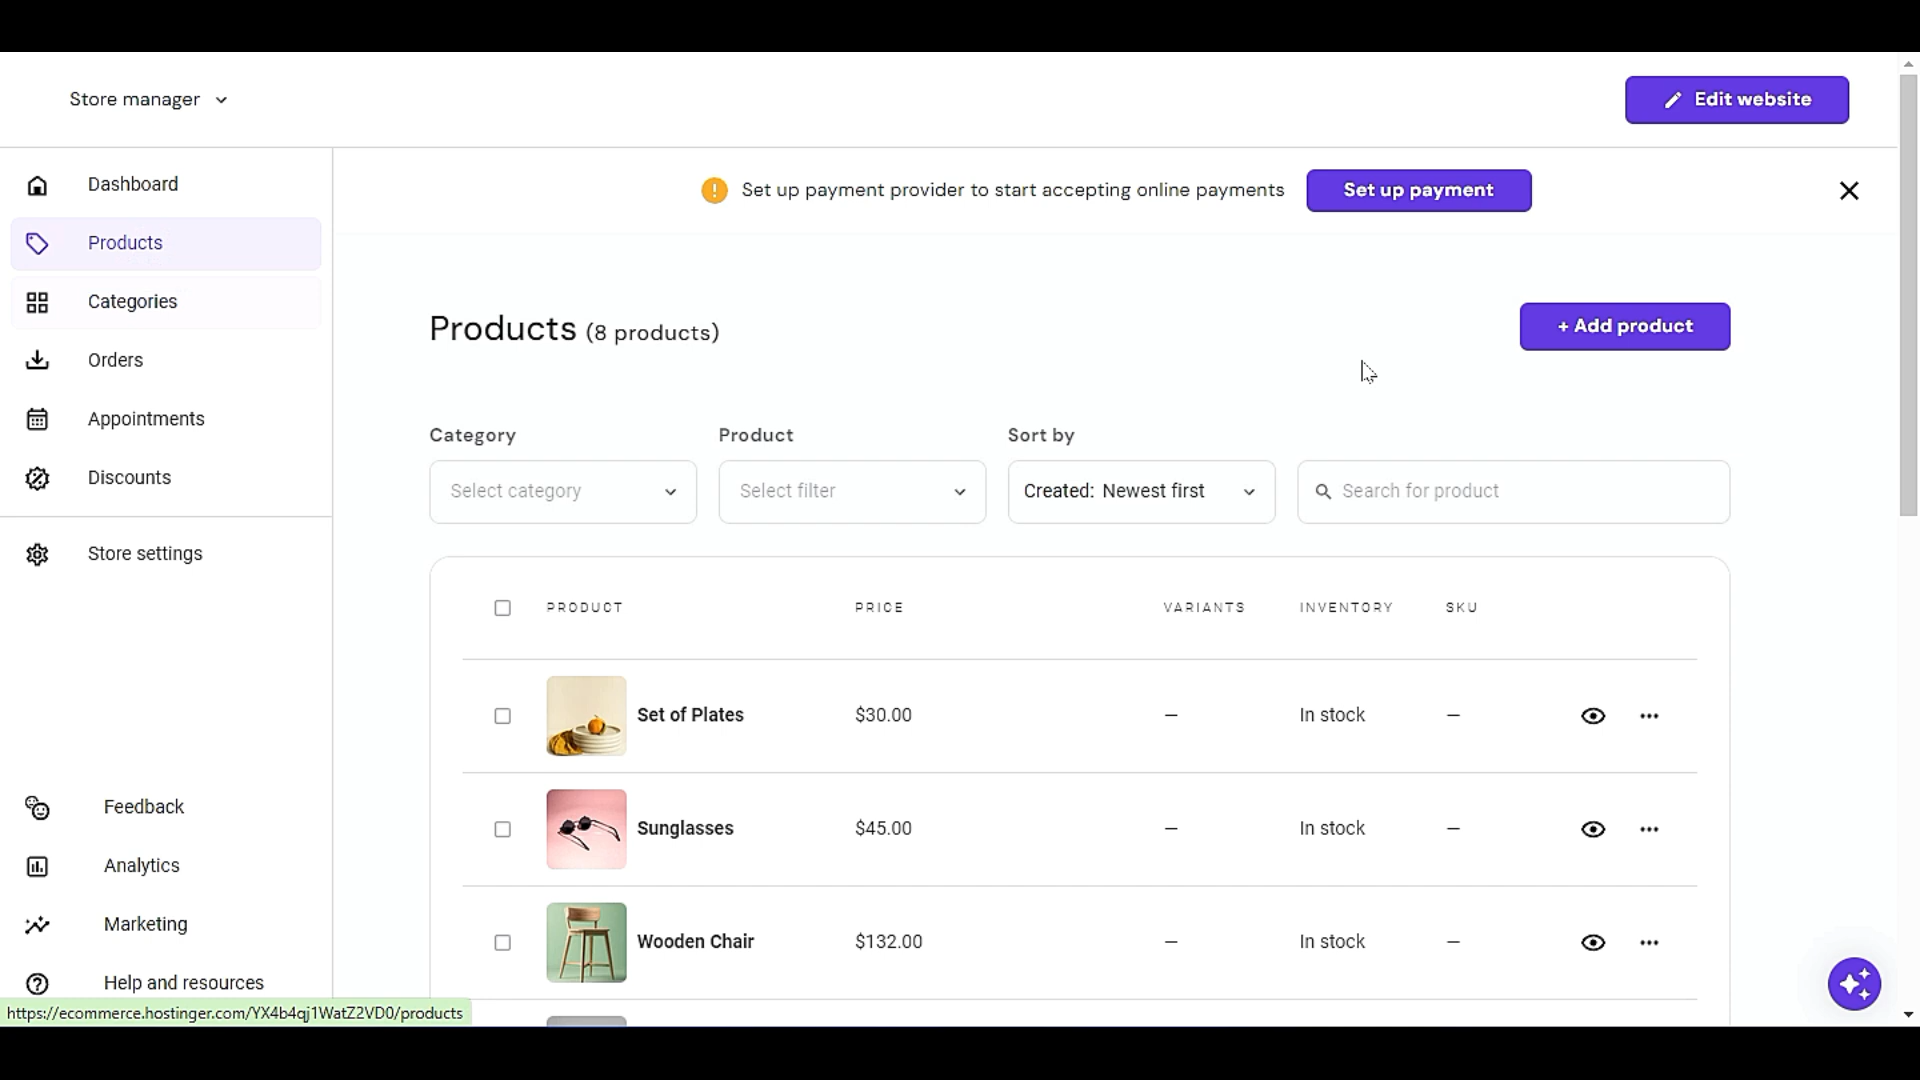 Store manager
Edit website
Dashboard
Products
Categories
Orders
Appointments
Discounts
Store settings
Feedback
Analytics
Marketing
Help and resources
Set up payment provider to start accepting online payments
Set up payment
Products (8 products)
+ Add product
Category
Product
Sort by
Select category
Select filter
Created: Newest first
Search for product
PRODUCT PRICE VARIANTS INVENTORY SKU
Set of Plates $30.00 — In stock —
Sunglasses $45.00 — In stock —
Wooden Chair $132.00 — In stock —
https://ecommerce.hostinger.com/YX4b4qj1WatZ2VD0/products